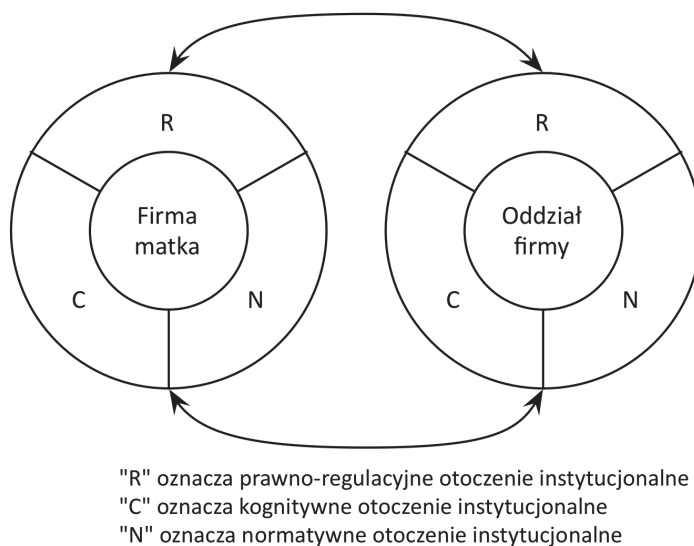 R
Firma
matka
C
N
R
Oddział
firmy
C
N
"R" oznacza prawno-regulacyjne otoczenie instytucjonalne
"C" oznacza kognitywne otoczenie instytucjonalne
"N" oznacza normatywne otoczenie instytucjonalne